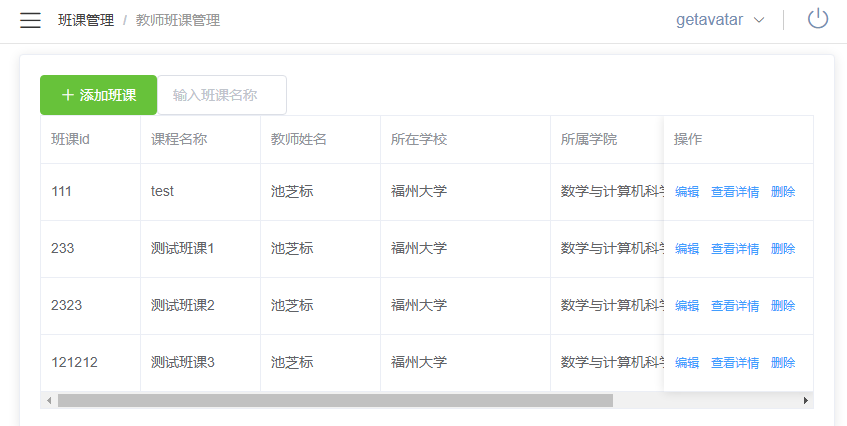 班课管理 / 教师班课管理 getavatar
+ 添加班课 输入班课名称
班课id 课程名称 教师姓名 所在学校 所属学院 操作
111 test 池芝标 福州大学 数学与计算机科学 编辑 查看详情 删除
233 测试班课1 池芝标 福州大学 数学与计算机科学 编辑 查看详情 删除
2323 测试班课2 池芝标 福州大学 数学与计算机科学 编辑 查看详情 删除
121212 测试班课3 池芝标 福州大学 数学与计算机科学 编辑 查看详情 删除